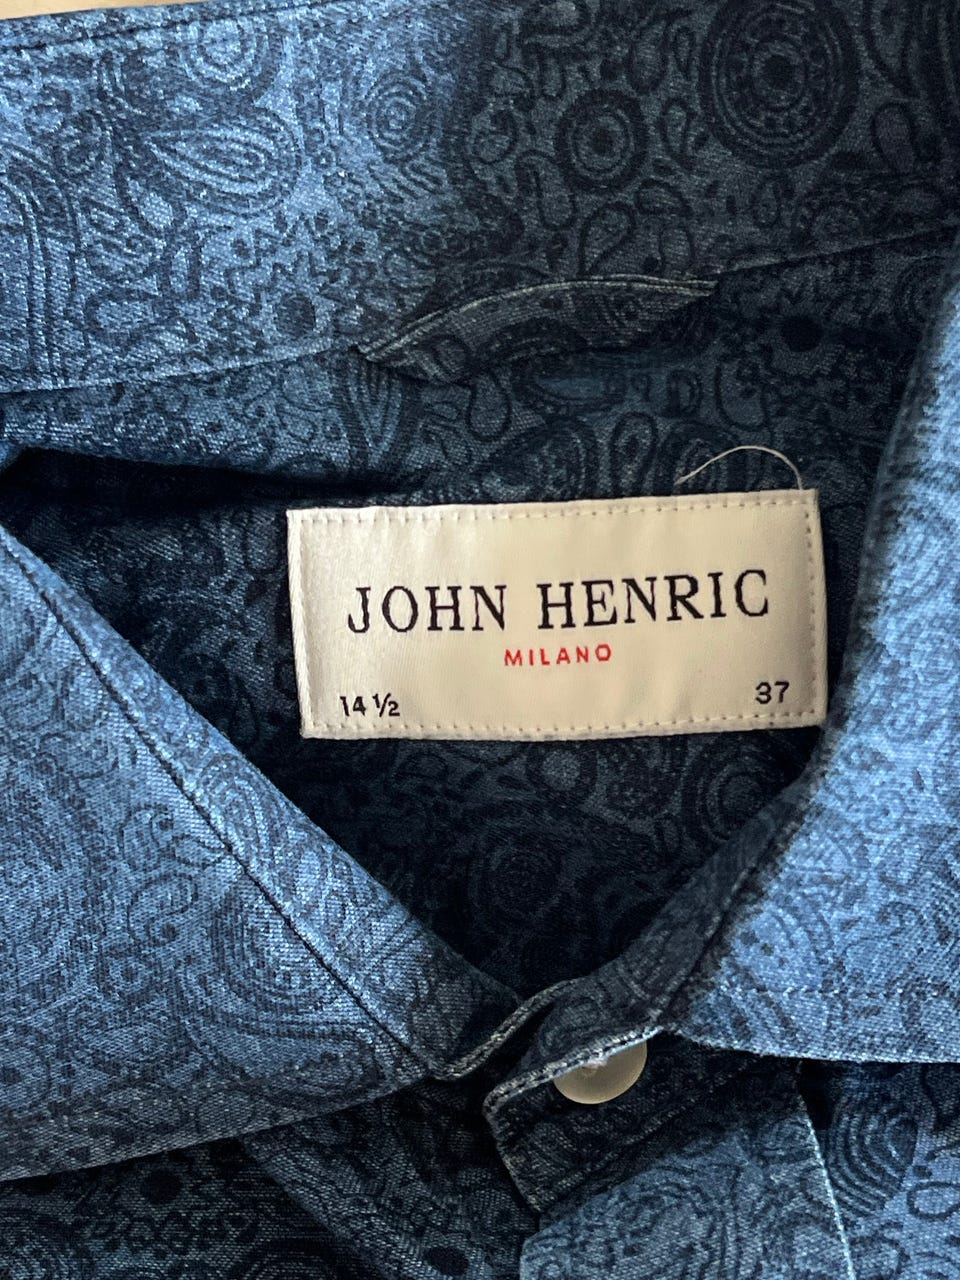 JOHN HENRIC
MILANO
14 ½ 37